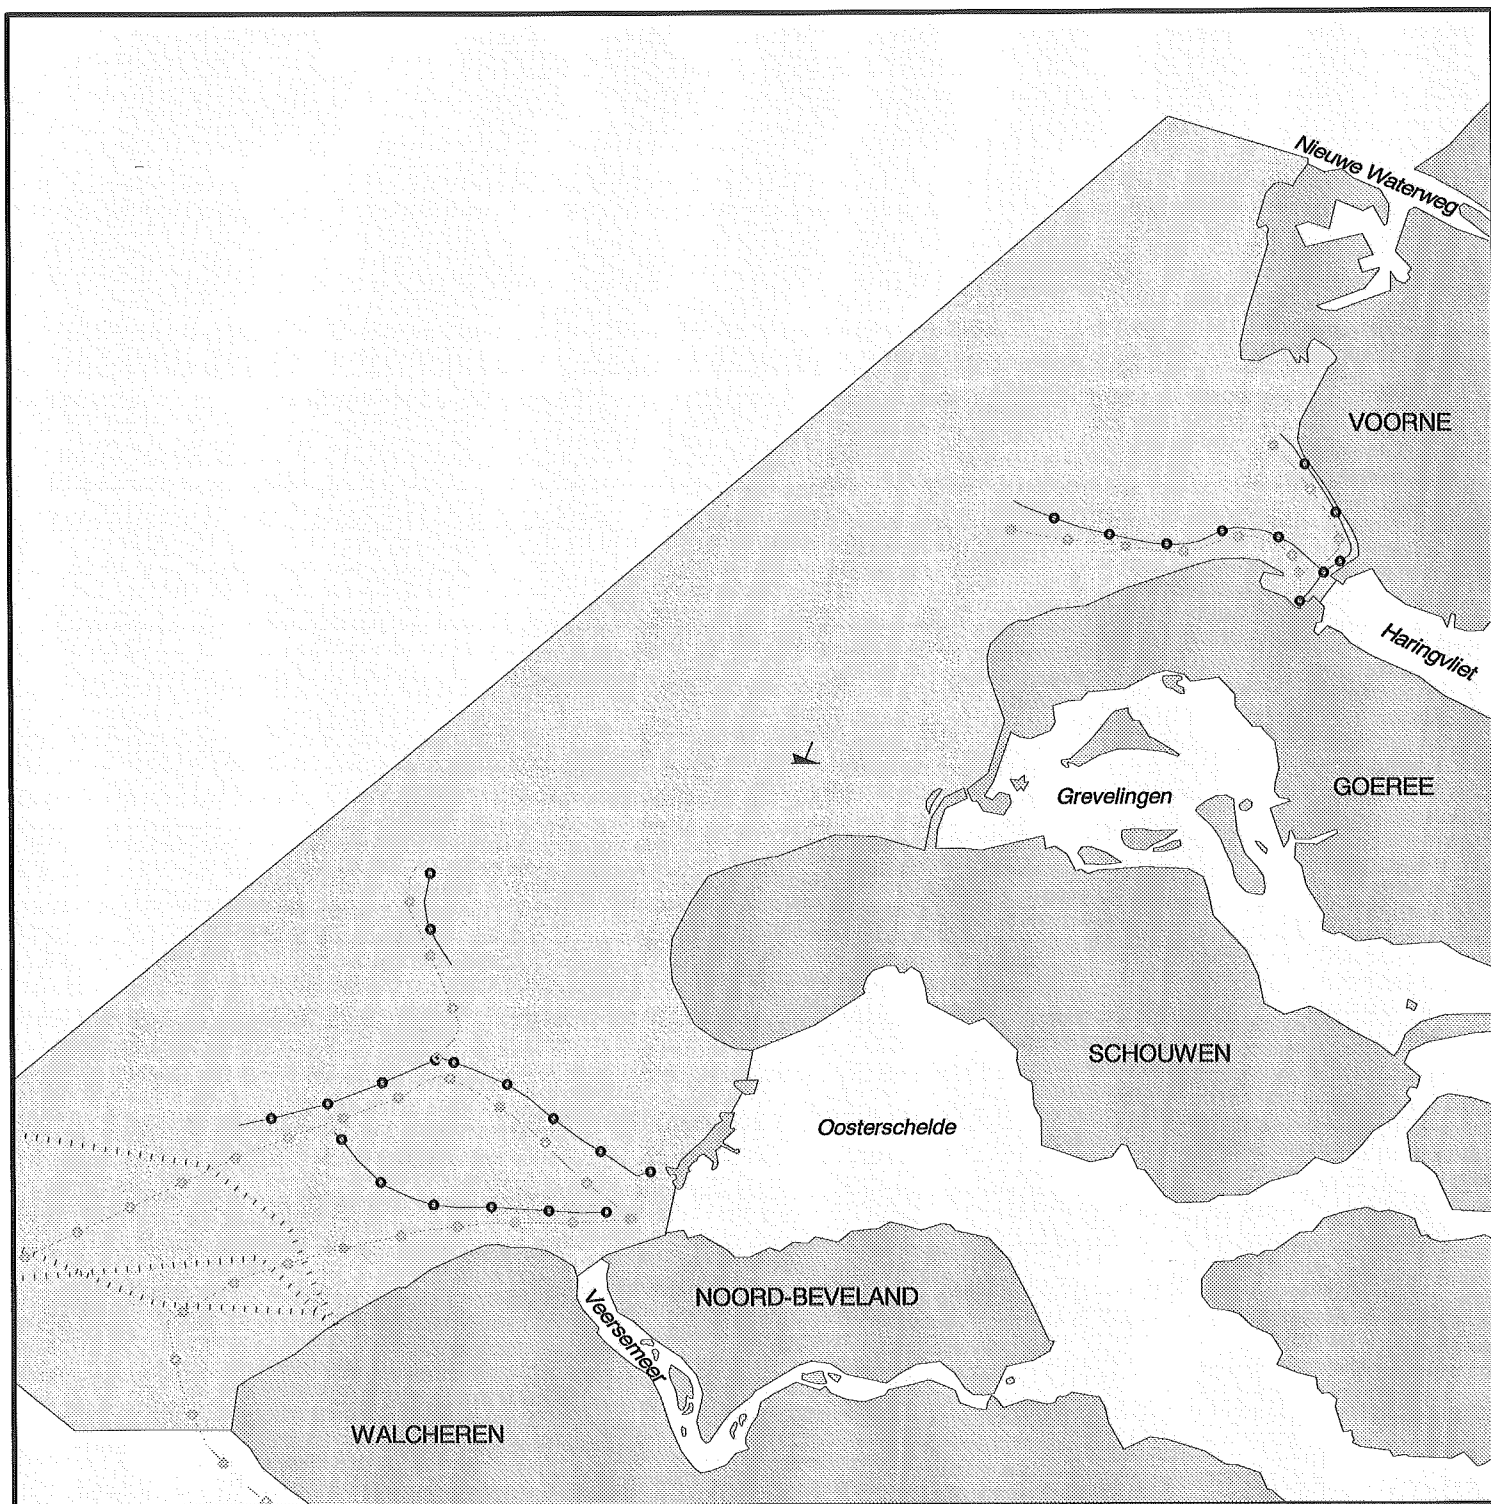 Nieuwe Waterweg
VOORNE
Haringvliet
GOEREE
Grevelingen
SCHOUWEN
Oosterschelde
NOORD-BEVELAND
Veersemeer
WALCHEREN